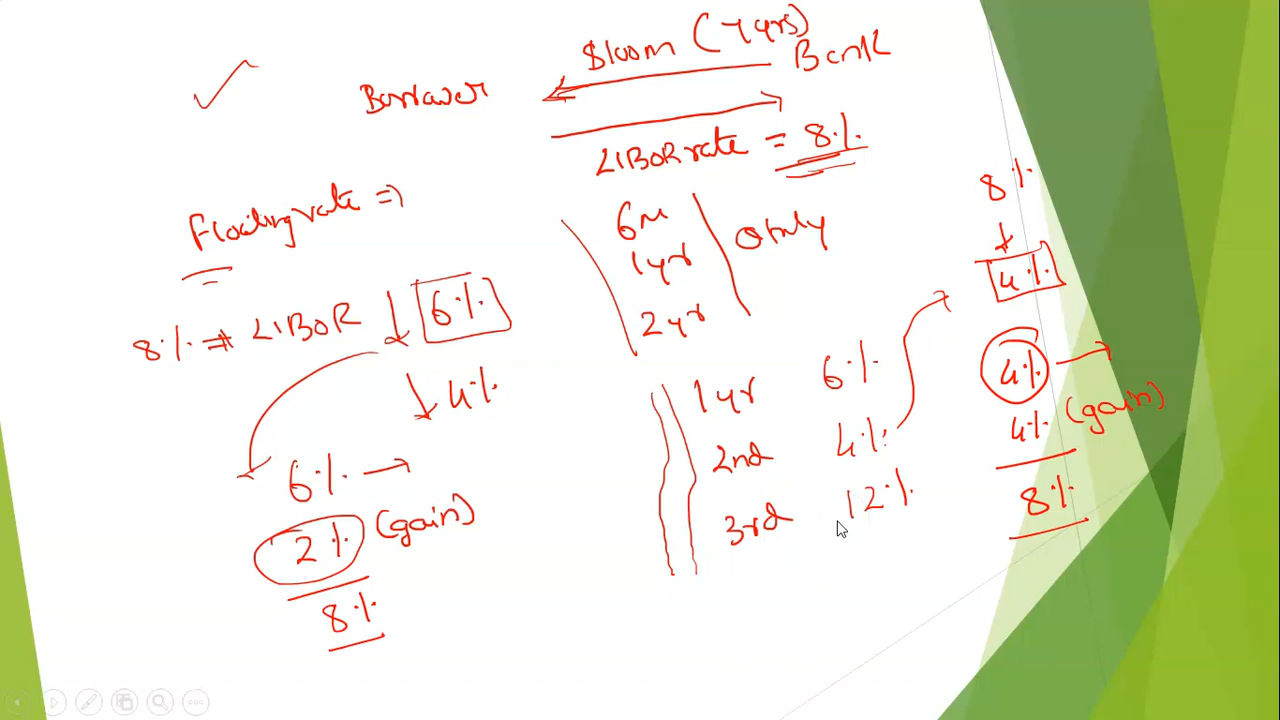 $100m (4yrs)
Borrower Bank
LIBOR rate = 8%
Floating rate =>
6m
1yr
2yr
8% => LIBOR ↓ 6%
↓ 4%
6% →
2% (gain)
8%
1yr 6%
2nd 4%
3rd 12%
8%
↓
4%
4% →
4% (gain)
8%